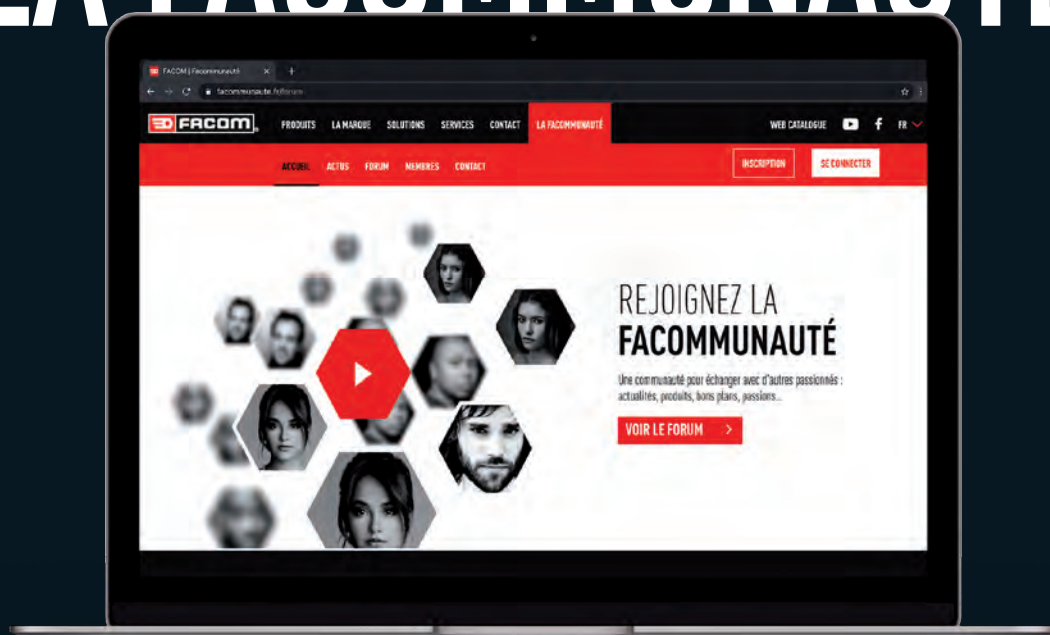 LA FACOMMUNAUTÉ
FACOM | Facommunauté
facommunaute.fr/forum
FACOM
PRODUITS LA MARQUE SOLUTIONS SERVICES CONTACT LA FACOMMUNAUTÉ WEB CATALOGUE FR
ACCUEIL ACTUS FORUM MEMBRES CONTACT INSCRIPTION SE CONNECTER
REJOIGNEZ LA
FACOMMUNAUTÉ
Une communauté pour échanger avec d'autres passionnés :
actualités, produits, bons plans, passions...
VOIR LE FORUM